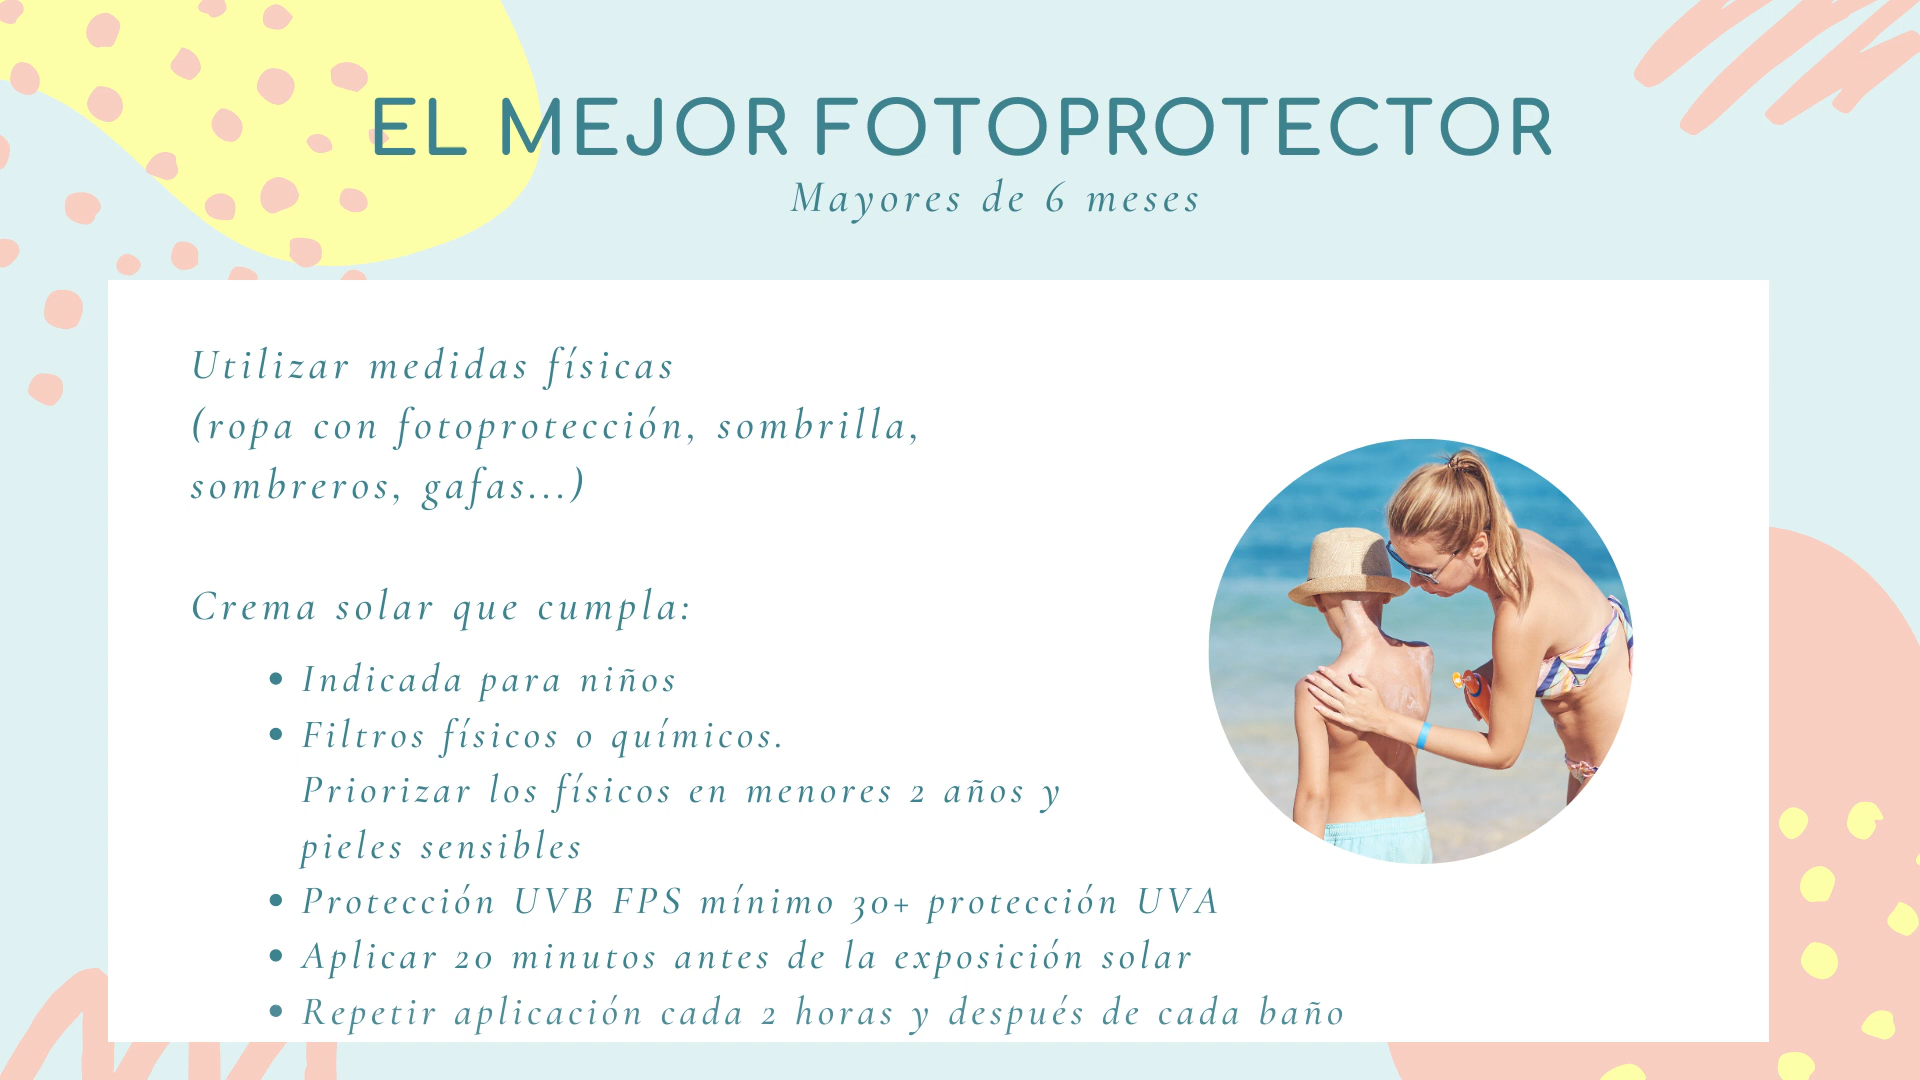 EL MEJOR FOTOPROTECTOR
Mayores de 6 meses
Utilizar medidas físicas
(ropa con fotoprotección, sombrilla,
sombreros, gafas...)
Crema solar que cumpla:
• Indicada para niños
• Filtros físicos o químicos.
Priorizar los físicos en menores 2 años y
pieles sensibles
• Protección UVB FPS mínimo 30+ protección UVA
• Aplicar 20 minutos antes de la exposición solar
• Repetir aplicación cada 2 horas y después de cada baño